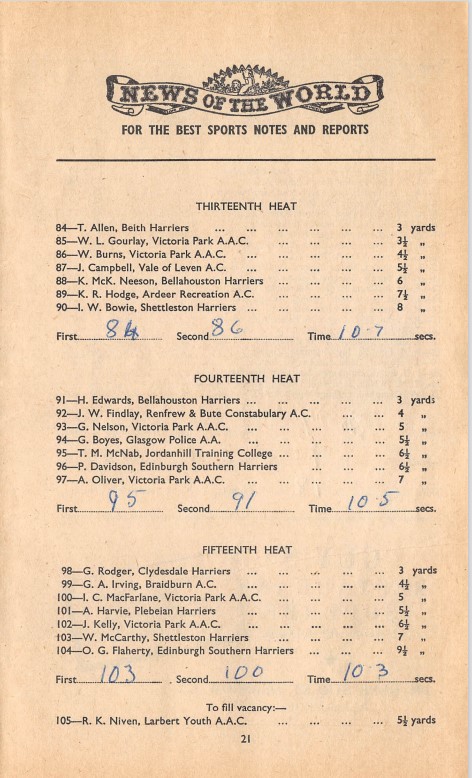 NEWS OF THE WORLD
FOR THE BEST SPORTS NOTES AND REPORTS
THIRTEENTH HEAT
84—T. Allen, Beith Harriers ... ... ... ... ... 3 yards
85—W. L. Gourlay, Victoria Park A.A.C. ... ... ... ... 3½ „
86—W. Burns, Victoria Park A.A.C. ... ... ... ... ... 4½ „
87—J. Campbell, Vale of Leven A.C. ... ... ... ... ... 5½ „
88—K. McK. Neeson, Bellahouston Harriers ... ... ... ... 6 „
89—K. R. Hodge, Ardeer Recreation A.C. ... ... ... ... 7½ „
90—I. W. Bowie, Shettleston Harriers ... ... ... ... 8 „
First 84 Second 86 Time 10·7 secs.
FOURTEENTH HEAT
91—H. Edwards, Bellahouston Harriers ... ... ... ... ... 3 yards
92—J. W. Findlay, Renfrew & Bute Constabulary A.C. ... ... 4 „
93—G. Nelson, Victoria Park A.A.C. ... ... ... ... ... 5 „
94—G. Boyes, Glasgow Police A.A. ... ... ... ... ... 5½ „
95—T. M. McNab, Jordanhill Training College ... ... ... ... 6½ „
96—P. Davidson, Edinburgh Southern Harriers ... ... ... 6½ „
97—A. Oliver, Victoria Park A.A.C. ... ... ... ... ... 7 „
First 95 Second 91 Time 10·5 secs.
FIFTEENTH HEAT
98—G. Rodger, Clydesdale Harriers ... ... ... ... 3 yards
99—G. A. Irving, Braidburn A.C. ... ... ... ... ... 4½ „
100—I. C. MacFarlane, Victoria Park A.A.C. ... ... ... ... 5 „
101—A. Harvie, Plebeian Harriers ... ... ... ... ... 5½ „
102—J. Kelly, Victoria Park A.A.C. ... ... ... ... ... 6½ „
103—W. McCarthy, Shettleston Harriers ... ... ... ... 7 „
104—O. G. Flaherty, Edinburgh Southern Harriers ... ... ... 9½ „
First 103 Second 100 Time 10·3 secs.
To fill vacancy:—
105—R. K. Niven, Larbert Youth A.A.C. ... ... ... ... 5½ yards
21